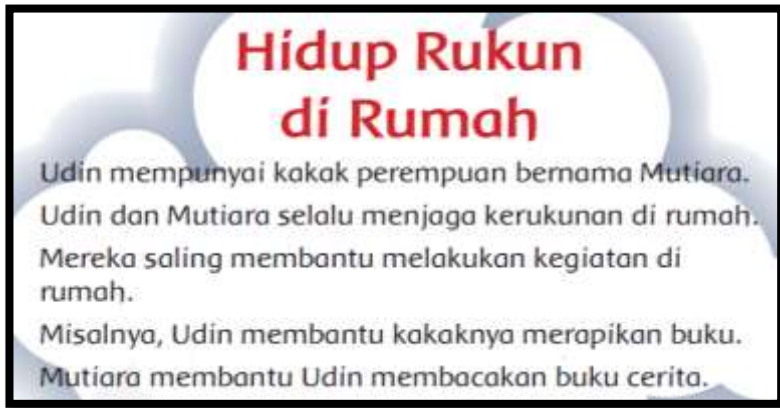 Hidup Rukun
di Rumah
Udin mempunyai kakak perempuan bernama Mutiara.
Udin dan Mutiara selalu menjaga kerukunan di rumah.
Mereka saling membantu melakukan kegiatan di
rumah.
Misalnya, Udin membantu kakaknya merapikan buku.
Mutiara membantu Udin membacakan buku cerita.